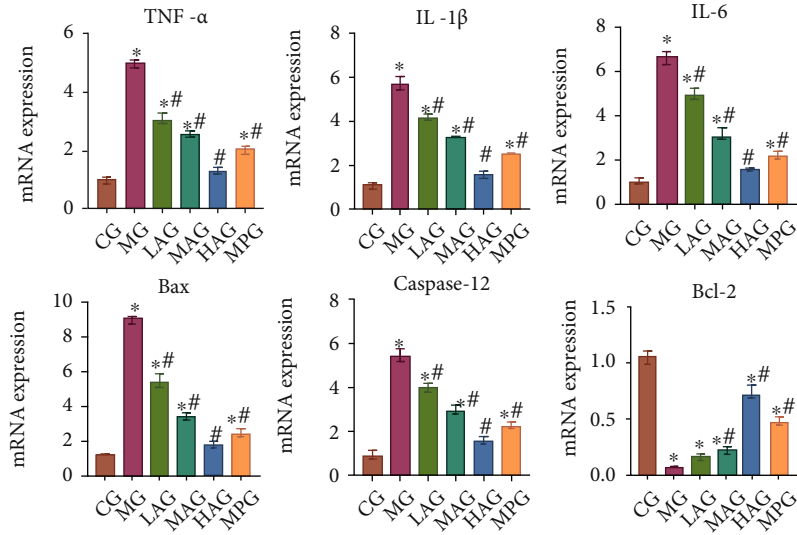 TNF -α
mRNA expression
6
4
2
0
*
*#
*#
#
*#
CG
MG
LAG
MAG
HAG
MPG
IL -1β
mRNA expression
8
6
4
2
0
*
*#
*#
#
*#
CG
MG
LAG
MAG
HAG
MPG
IL-6
mRNA expression
8
6
4
2
0
*
*#
*#
#
*#
CG
MG
LAG
MAG
HAG
MPG
Bax
mRNA expression
10
8
6
4
2
0
*
*#
*#
#
*#
CG
MG
LAG
MAG
HAG
MPG
Caspase-12
mRNA expression
8
6
4
2
0
*
*#
*#
#
*#
CG
MG
LAG
MAG
HAG
MPG
Bcl-2
mRNA expression
1.5
1.0
0.5
0.0
*
*
*#
*#
*#
CG
MG
LAG
MAG
HAG
MPG